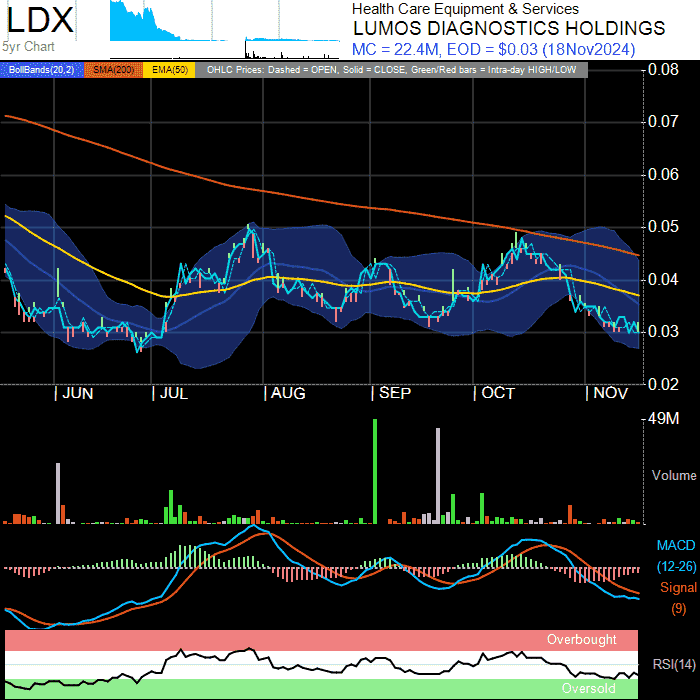 LDX
5yr Chart
Health Care Equipment & Services
LUMOS DIAGNOSTICS HOLDINGS
MC = 22.4M, EOD = $0.03 (18Nov2024)
BollBands(20,2) SMA(200) EMA(50) OHLC Prices: Dashed = OPEN, Solid = CLOSE, Green/Red bars = Intra-day HIGH/LOW
0.08
0.07
0.06
0.05
0.04
0.03
0.02
JUN JUL AUG SEP OCT NOV
49M
Volume
MACD
(12-26)
Signal
(9)
Overbought
RSI(14)
Oversold